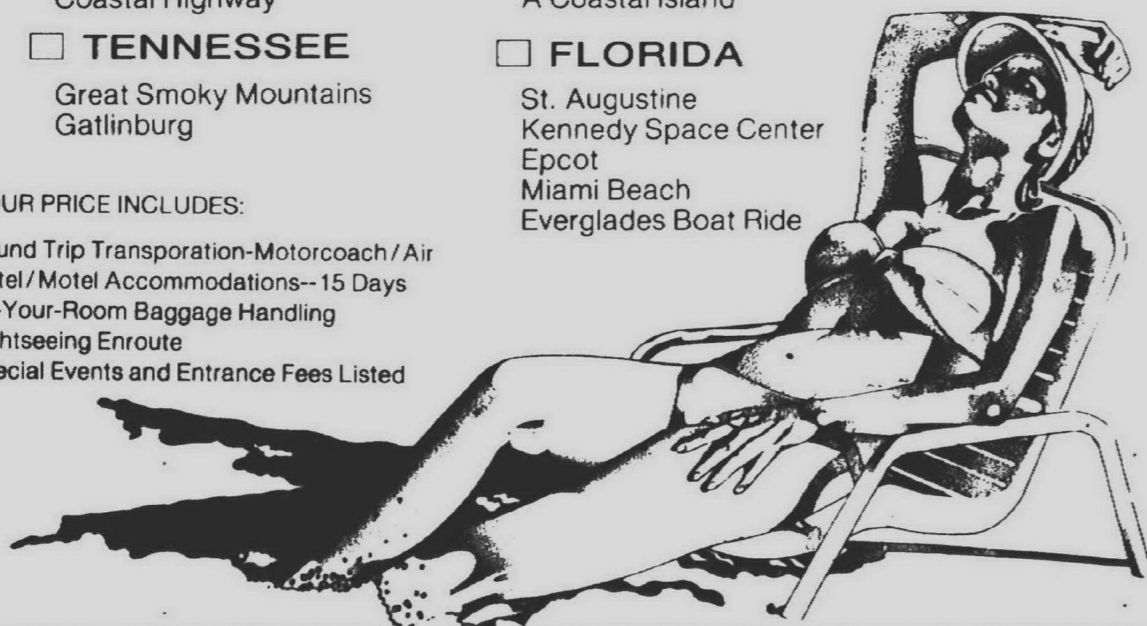 Coastal Highway
A Coastal Island
☐ TENNESSEE
Great Smoky Mountains
Gatlinburg
☐ FLORIDA
St. Augustine
Kennedy Space Center
Epcot
Miami Beach
Everglades Boat Ride
UR PRICE INCLUDES:
und Trip Transporation-Motorcoach/Air
tel/Motel Accommodations--15 Days
-Your-Room Baggage Handling
htseeing Enroute
ecial Events and Entrance Fees Listed